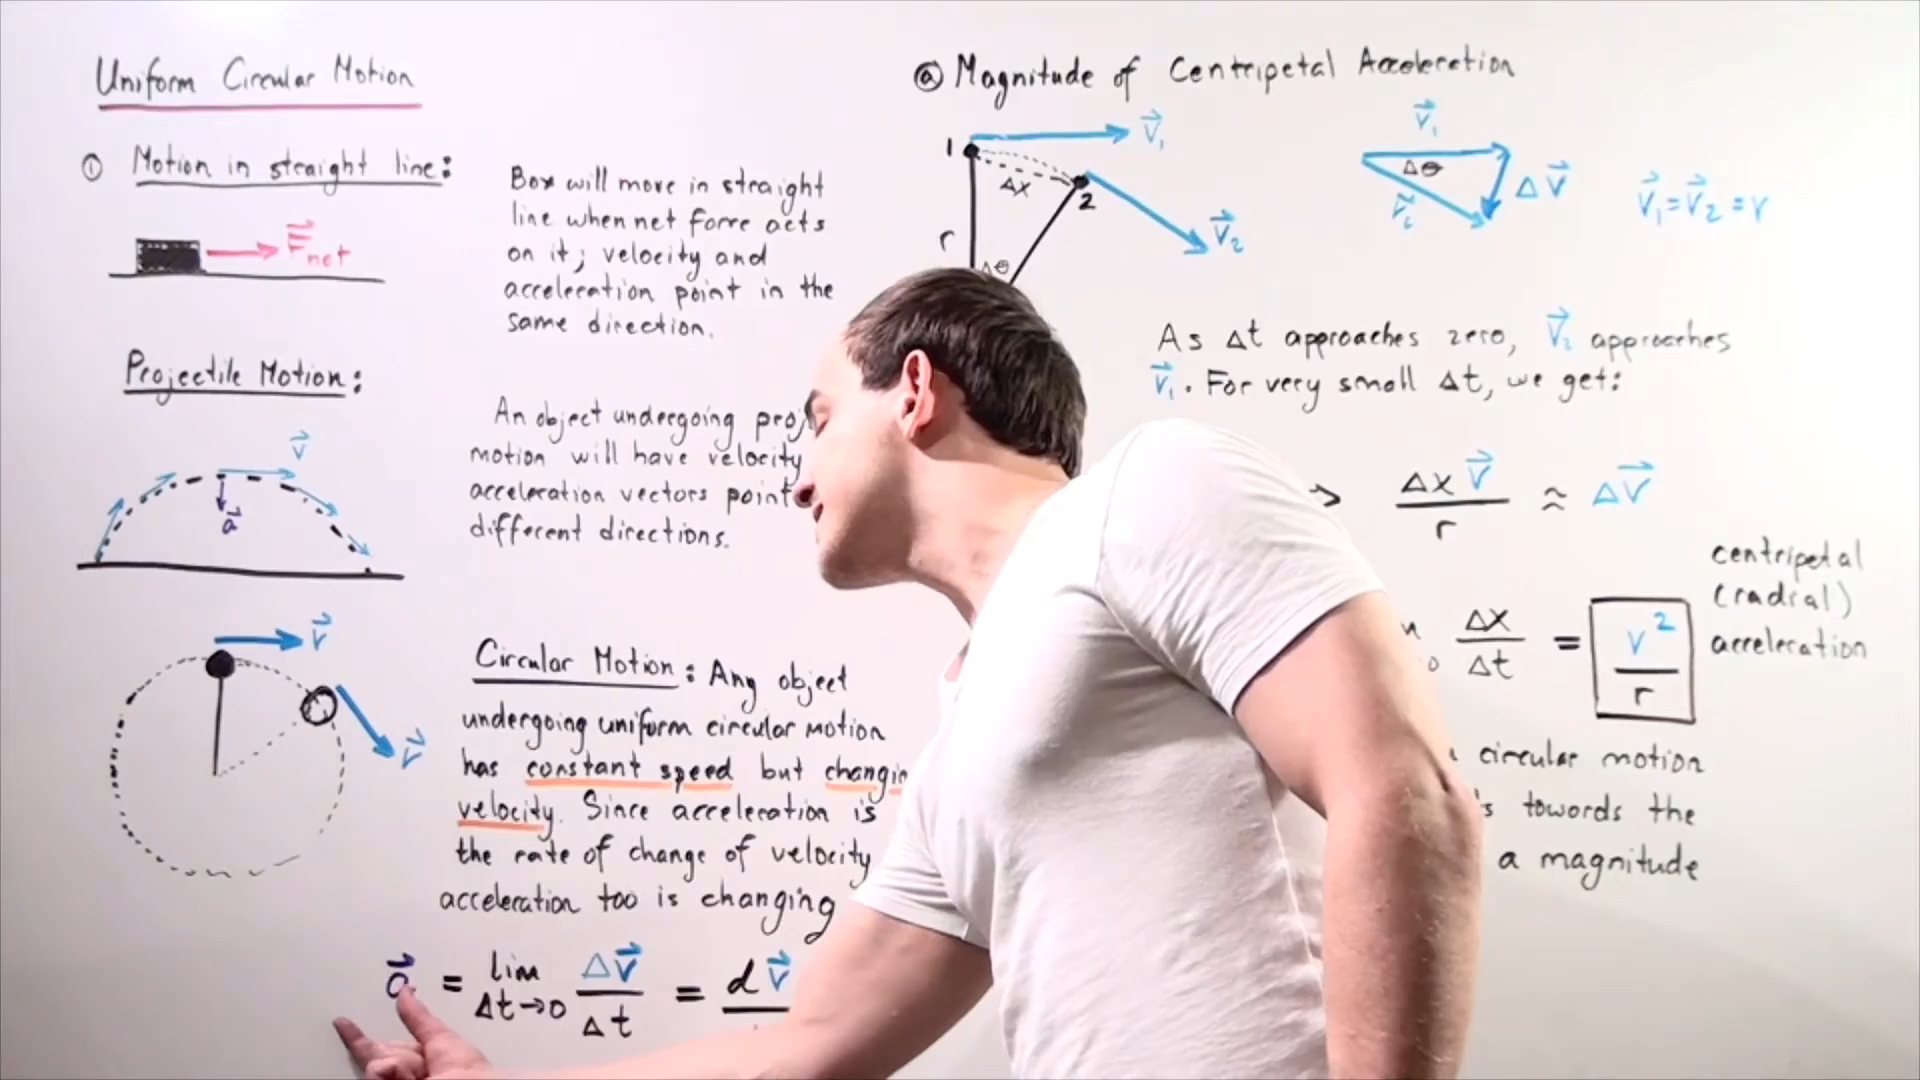 Uniform Circular Motion
① Motion in straight line:
F⃗net
Box will move in straight
line when net force acts
on it; velocity and
acceleration point in the
same direction.
Projectile Motion:
v⃗
a⃗
An object undergoing
motion will have velocity
acceleration vectors point
different directions.
v⃗
v⃗
Circular Motion: Any object
undergoing uniform circular motion
has constant speed but
velocity. Since acceleration is
the rate of change of velocity
acceleration too is changing
a⃗ = lim Δt→0 Δv⃗/Δt = dv⃗
ⓐ Magnitude of Centripetal Acceleration
1
v⃗1
Δx
2
r
v⃗2
Δθ
v⃗1
Δθ
Δv⃗
v⃗2
v⃗1 = v⃗2 = v
As Δt approaches zero, v⃗2 approaches
v⃗1. For very small Δt, we get:
Δx v⃗/r ≈ Δv⃗
Δx/Δt = v²/r
centripetal
(radial)
acceleration
circular motion
towords the
a magnitude